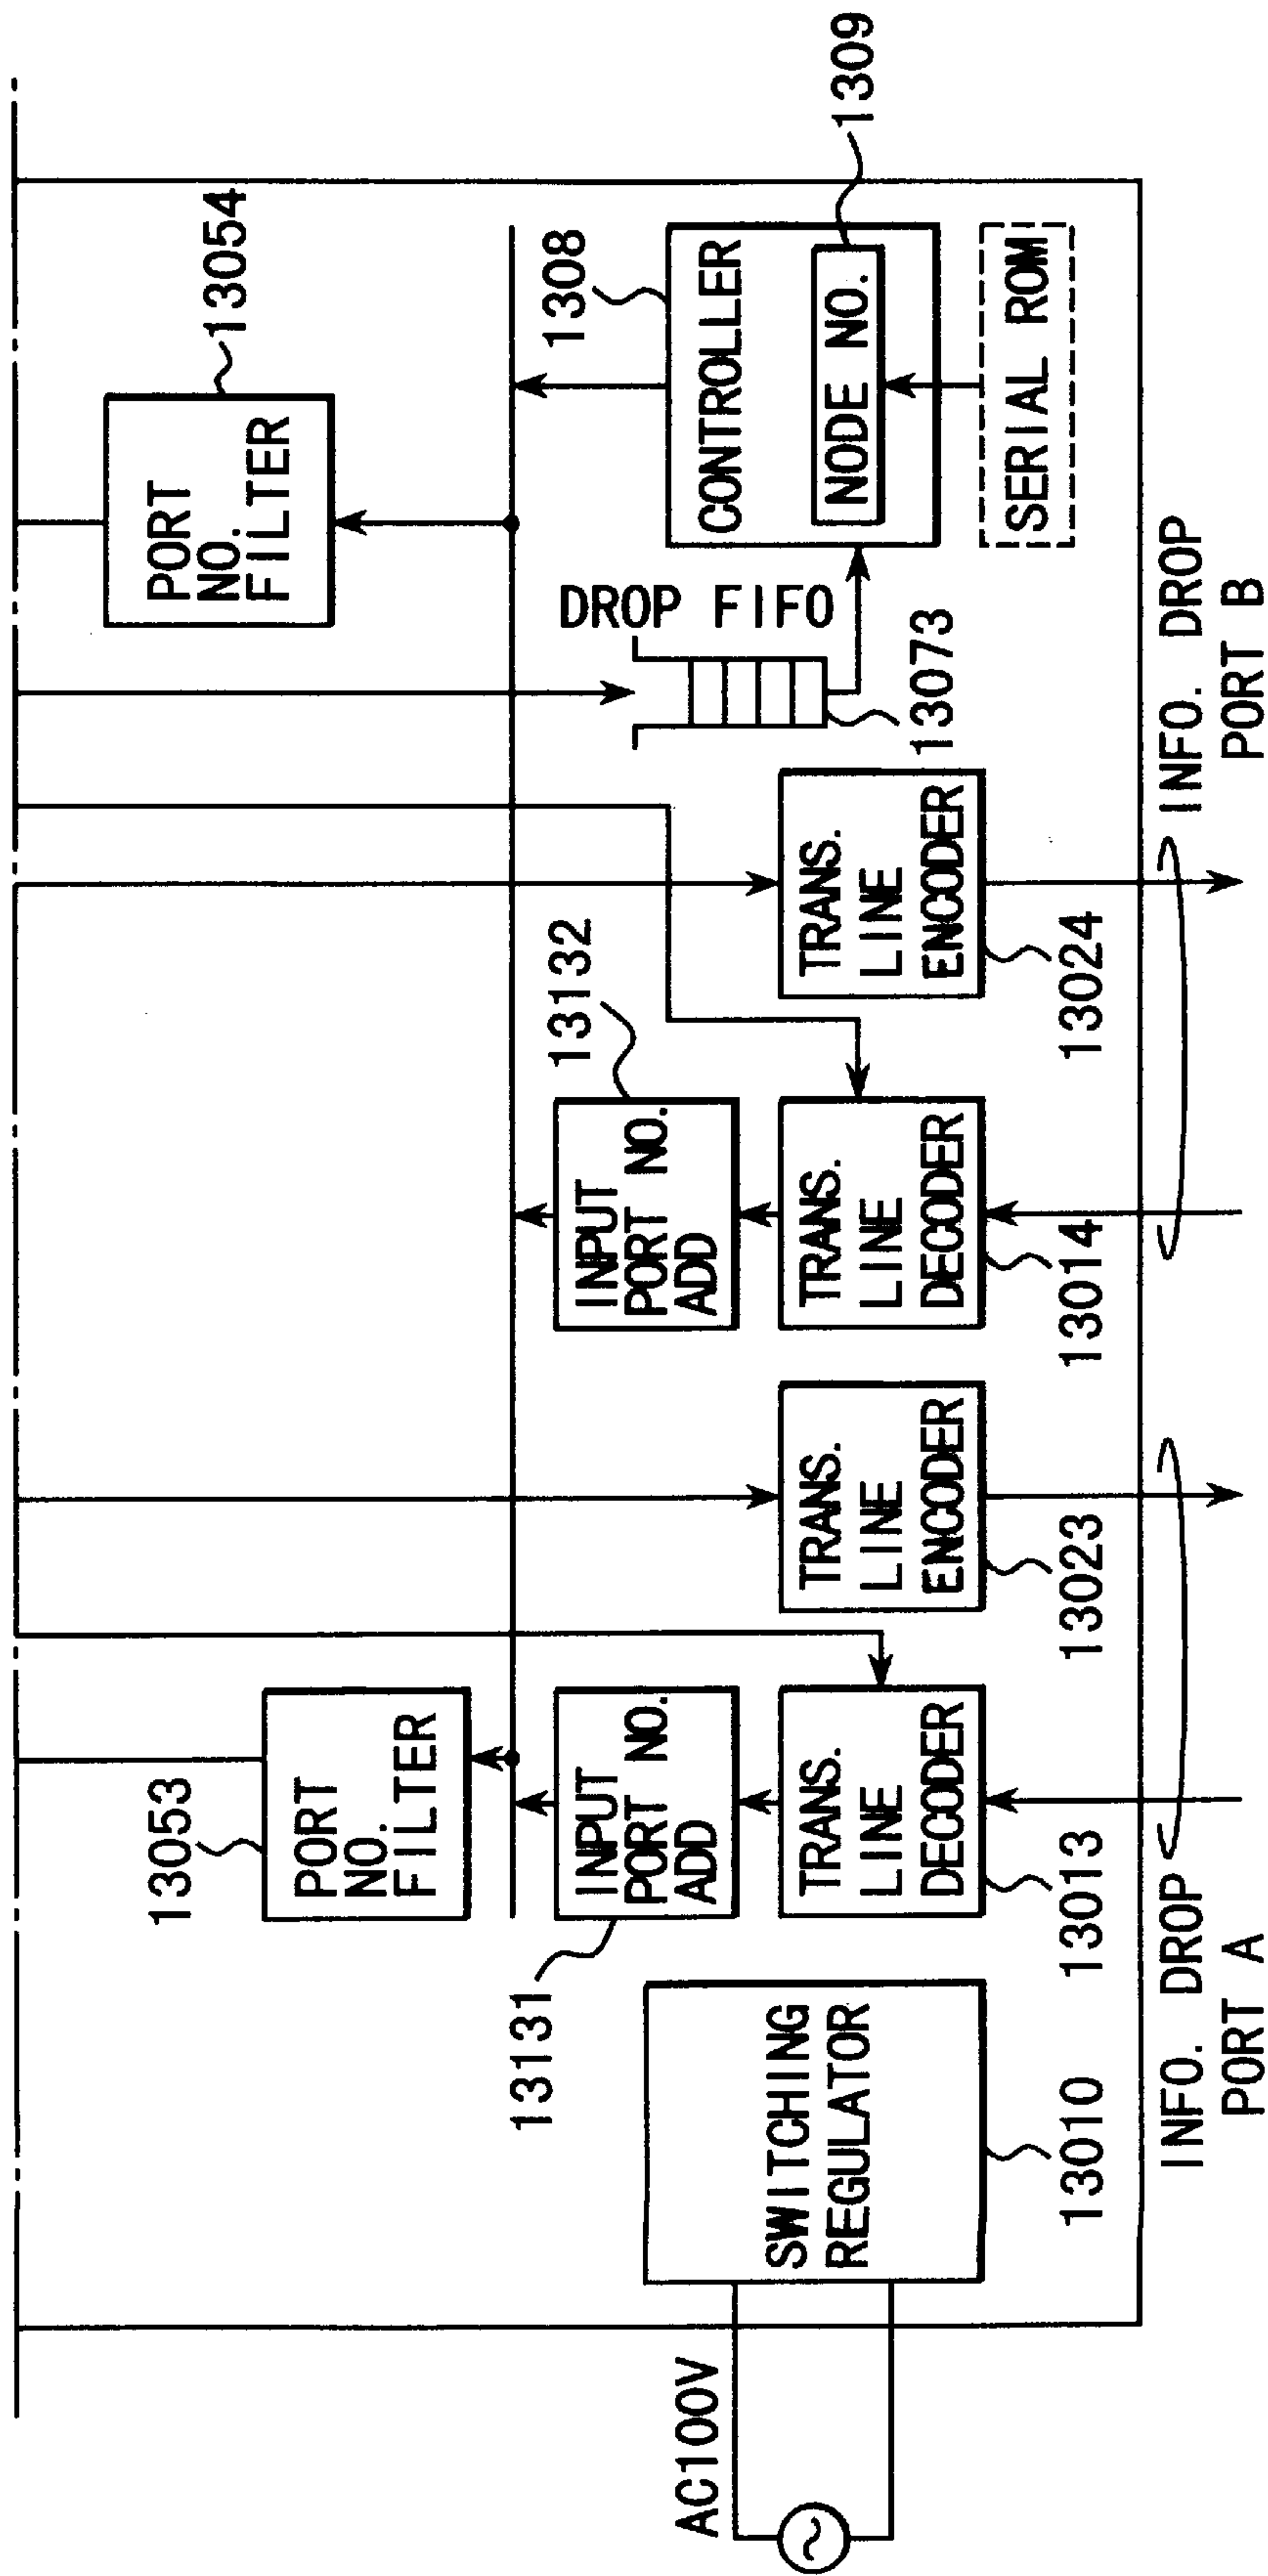 13054
PORT
NO.
FILTER
13053
PORT
NO.
FILTER
1308
CONTROLLER
NODE NO.
1309
SERIAL ROM
DROP FIFO
13073
13132
INPUT
PORT NO.
ADD
13131
INPUT
PORT NO.
ADD
AC100V
SWITCHING
REGULATOR
13010
TRANS.
LINE
DECODER
13013
TRANS.
LINE
ENCODER
13023
TRANS.
LINE
DECODER
13014
TRANS.
LINE
ENCODER
13024
INFO. DROP
PORT A
INFO. DROP
PORT B